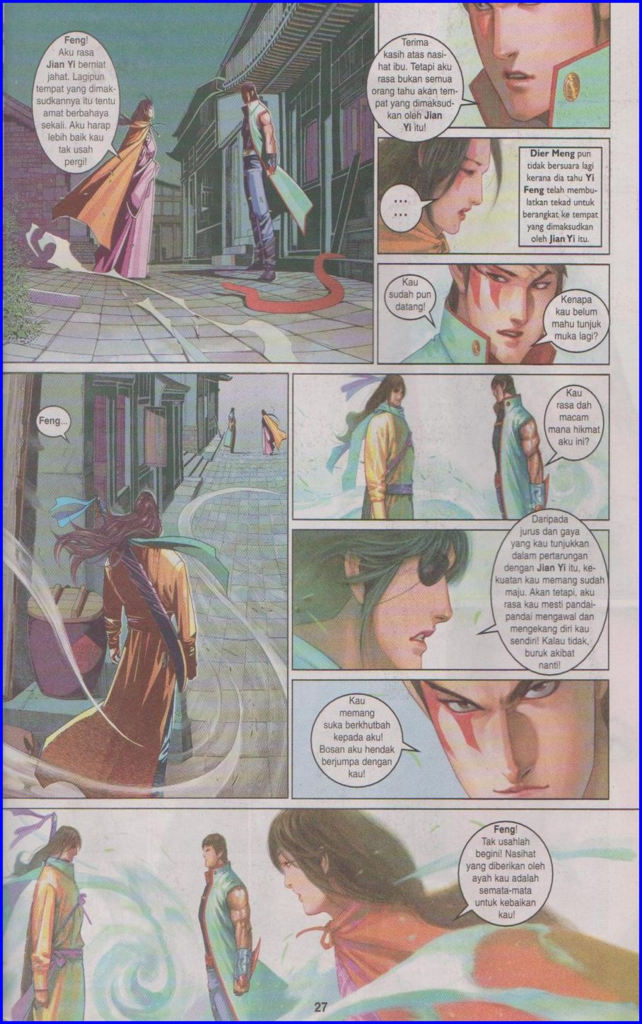 Feng!
Aku rasa
Jian Yi berniat
jahat. Lagipun
tempat yang dimak-
sudkannya itu tentu
amat berbahaya
sekali. Aku harap
lebih baik kau
tak usah
pergi!
Terima
kasih atas nasi-
hat ibu. Tetapi aku
rasa bukan semua
orang tahu akan tem-
pat yang dimaksud-
kan oleh Jian
Yi itu!
... ...
Dier Meng pun
tidak bersuara lagi
kerana dia tahu Yi
Feng telah membu-
latkan tekad untuk
berangkat ke tempat
yang dimaksudkan
oleh Jian Yi itu.
Kau
sudah pun
datang!
Kenapa
kau belum
mahu tunjuk
muka lagi?
Feng...
Kau
rasa dah
macam
mana hikmat
aku ini?
Daripada
jurus dan gaya
yang kau tunjukkan
dalam pertarungan
dengan Jian Yi itu, ke-
kuatan kau memang sudah
maju. Akan tetapi, aku
rasa kau mesti pandai-
pandai mengawal dan
mengekang diri kau
sendiri! Kalau tidak,
buruk akibat
nanti!
Kau
memang
suka berkhutbah
kepada aku!
Bosan aku hendak
berjumpa dengan
kau!
Feng!
Tak usahlah
begini! Nasihat
yang diberikan oleh
ayah kau adalah
semata-mata
untuk kebaikan
kau!
27